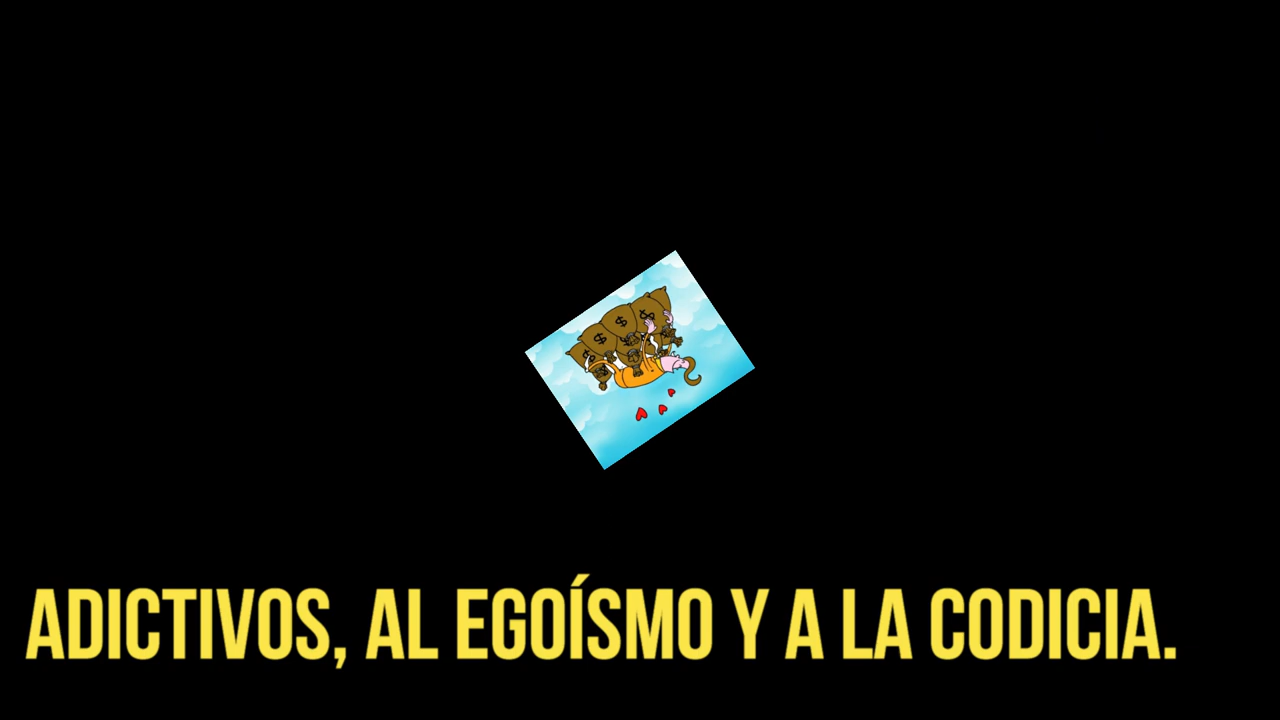 $ $ $ $
ADICTIVOS, AL EGOÍSMO Y A LA CODICIA.